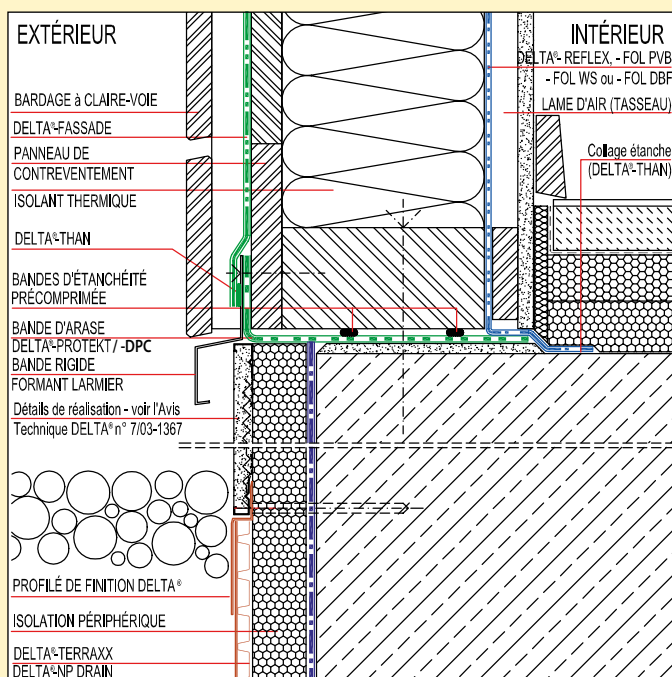 EXTÉRIEUR
BARDAGE à CLAIRE-VOIE
DELTA®-FASSADE
PANNEAU DE
CONTREVENTEMENT
ISOLANT THERMIQUE
DELTA®-THAN
BANDES D'ÉTANCHÉITÉ
PRÉCOMPRIMÉE
BANDE D'ARASE
DELTA®-PROTEKT / -DPC
BANDE RIGIDE
FORMANT LARMIER
Détails de réalisation - voir l'Avis
Technique DELTA® n° 7/03-1367
PROFILÉ DE FINITION DELTA®
ISOLATION PÉRIPHÉRIQUE
DELTA®-TERRAXX
DELTA®-NP DRAIN
INTÉRIEUR
DELTA®- REFLEX, - FOL PVB
- FOL WS ou - FOL DBF
LAME D'AIR (TASSEAU)
Collage étanche
(DELTA®-THAN)